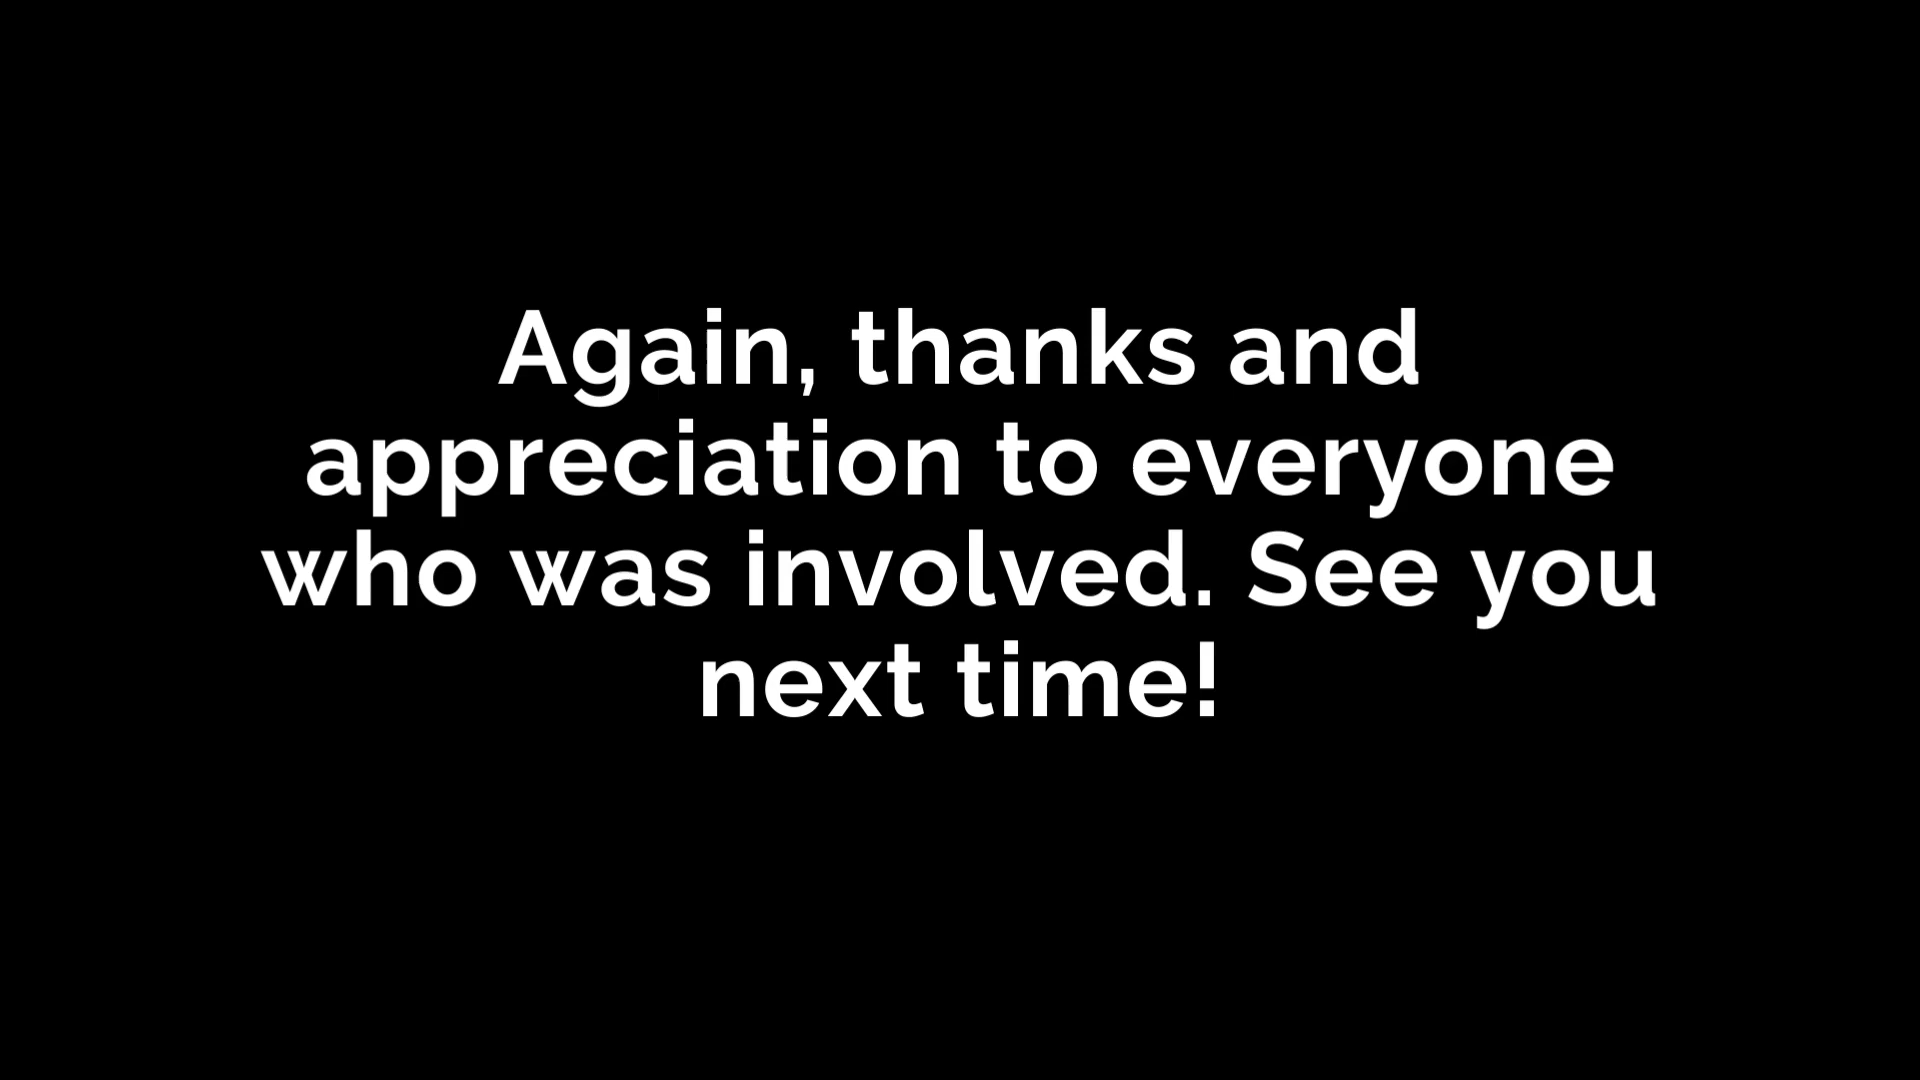 Again, thanks and
appreciation to everyone
who was involved. See you
next time!